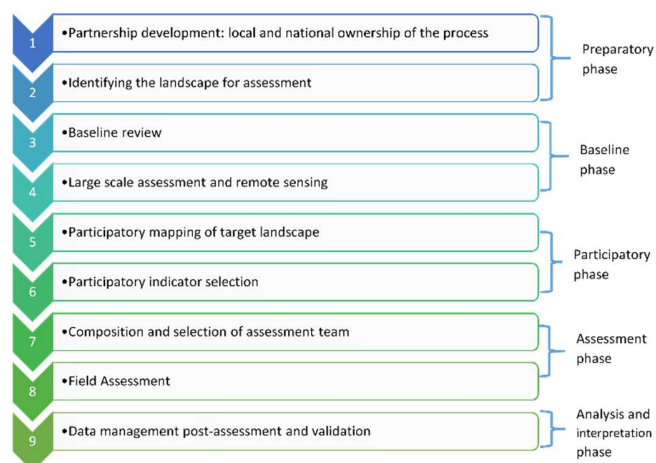 1
•Partnership development: local and national ownership of the process
2
•Identifying the landscape for assessment
Preparatory
phase
3
•Baseline review
4
•Large scale assessment and remote sensing
Baseline
phase
5
•Participatory mapping of target landscape
6
•Participatory indicator selection
Participatory
phase
7
•Composition and selection of assessment team
8
•Field Assessment
Assessment
phase
9
•Data management post-assessment and validation
Analysis and
interpretation
phase